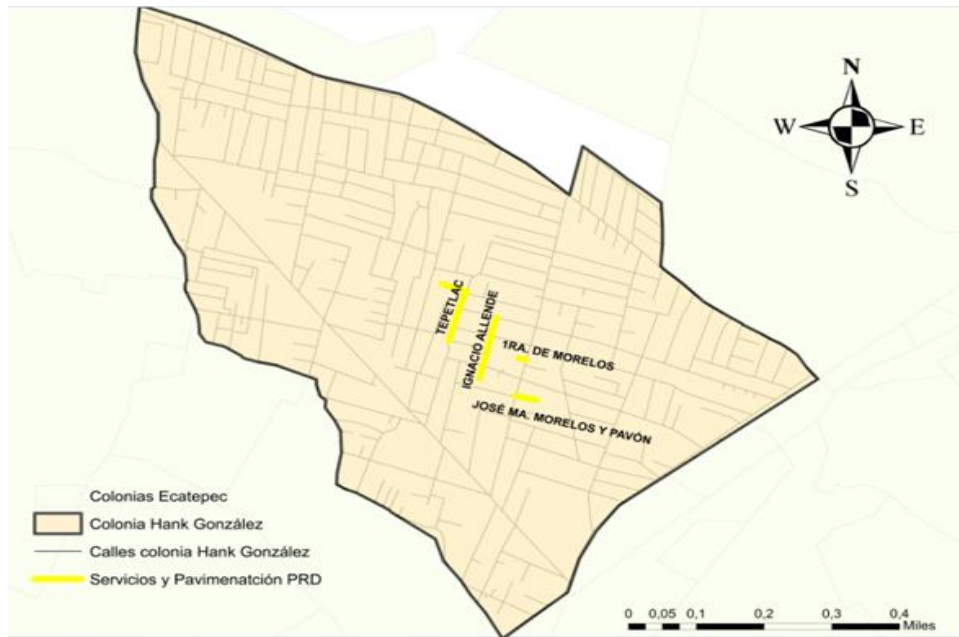 N
W E
S
TEPETLAC
IGNACIO ALLENDE
1RA. DE MORELOS
JOSÉ MA. MORELOS Y PAVÓN
Colonias Ecatepec
Colonia Hank González
Calles colonia Hank González
Servicios y Pavimenatción PRD
0 0,05 0,1 0,2 0,3 0,4
Miles